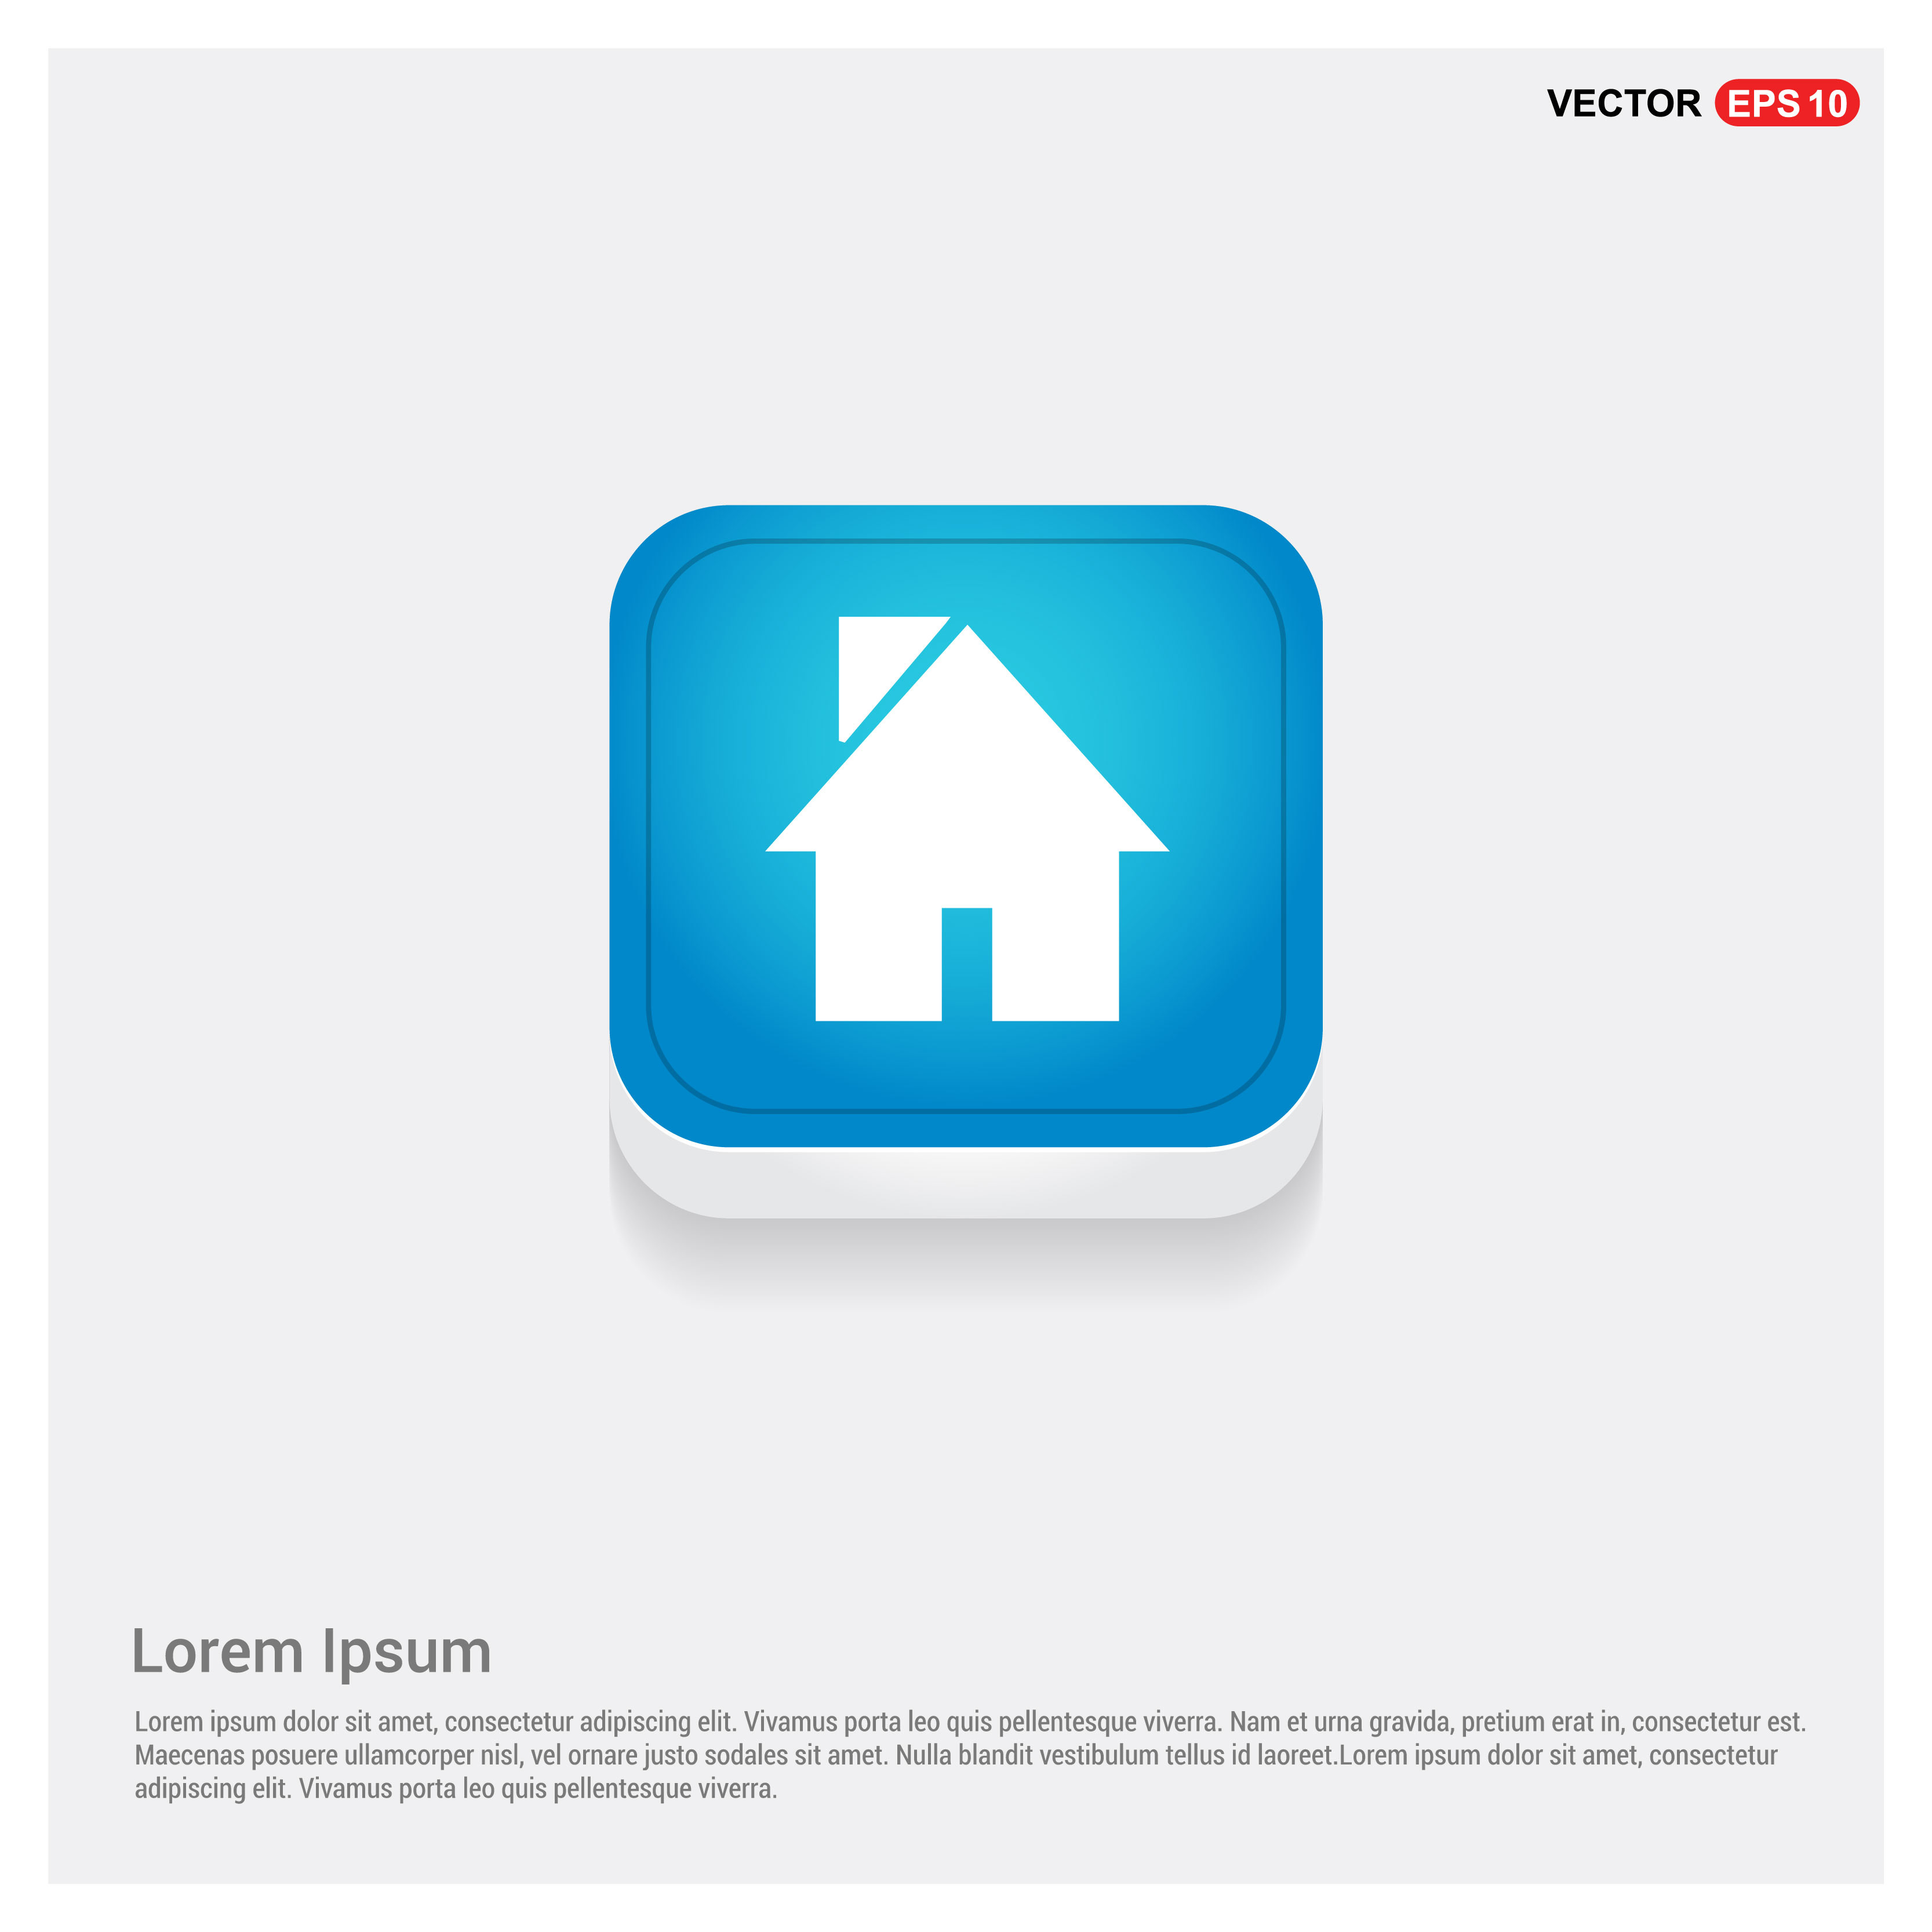 VECTOR EPS 10
Lorem Ipsum
Lorem ipsum dolor sit amet, consectetur adipiscing elit. Vivamus porta leo quis pellentesque viverra. Nam et urna gravida, pretium erat in, consectetur est.
Maecenas posuere ullamcorper nisl, vel ornare justo sodales sit amet. Nulla blandit vestibulum tellus id laoreet.Lorem ipsum dolor sit amet, consectetur
adipiscing elit. Vivamus porta leo quis pellentesque viverra.